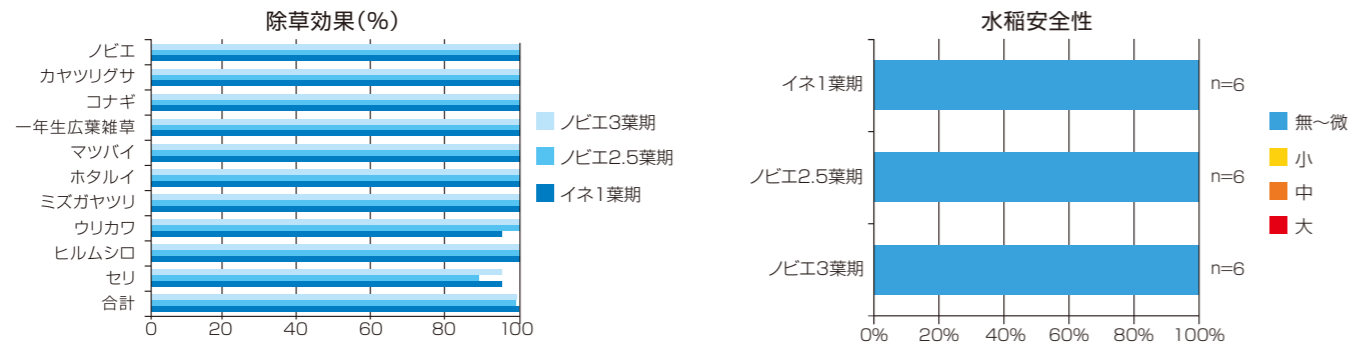 除草効果(%)
ノビエ
カヤツリグサ
コナギ
一年生広葉雑草
マツバイ
ホタルイ
ミズガヤツリ
ウリカワ
ヒルムシロ
セリ
合計
0 20 40 60 80 100
ノビエ3葉期
ノビエ2.5葉期
イネ1葉期
水稲安全性
イネ1葉期 n=6
ノビエ2.5葉期 n=6
ノビエ3葉期 n=6
0% 20% 40% 60% 80% 100%
無〜微
小
中
大